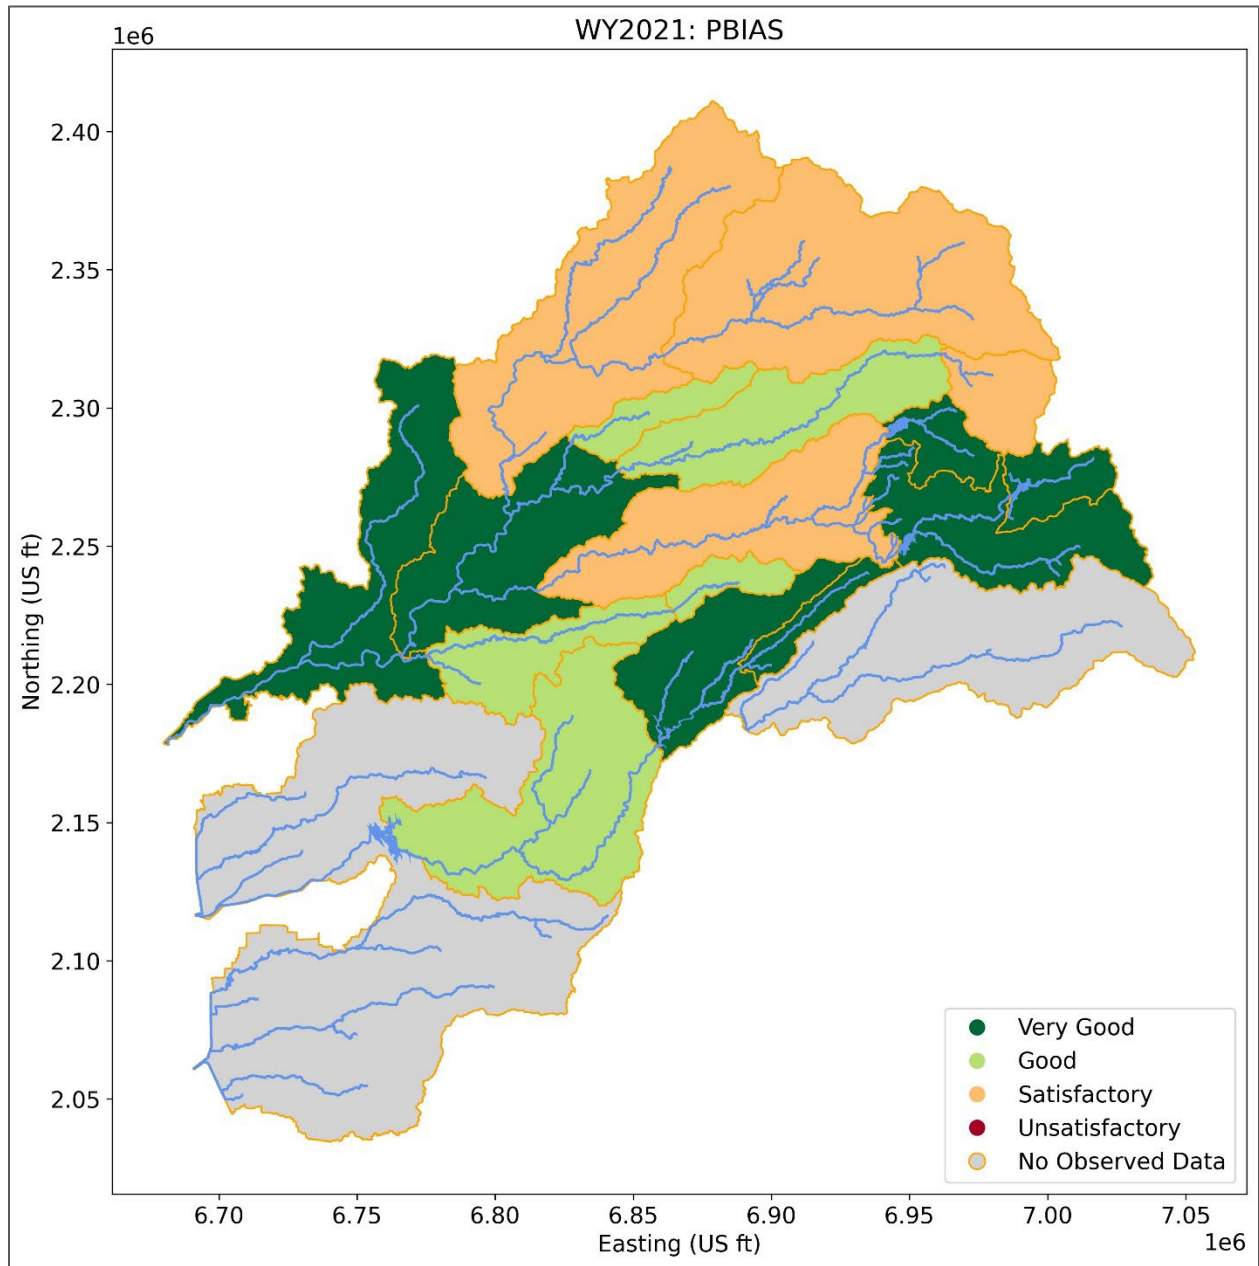 WY2021: PBIAS
1e6
2.40
2.35
2.30
2.25
2.20
2.15
2.10
2.05
Northing (US ft)
Very Good
Good
Satisfactory
Unsatisfactory
No Observed Data
6.70 6.75 6.80 6.85 6.90 6.95 7.00 7.05
Easting (US ft)
1e6